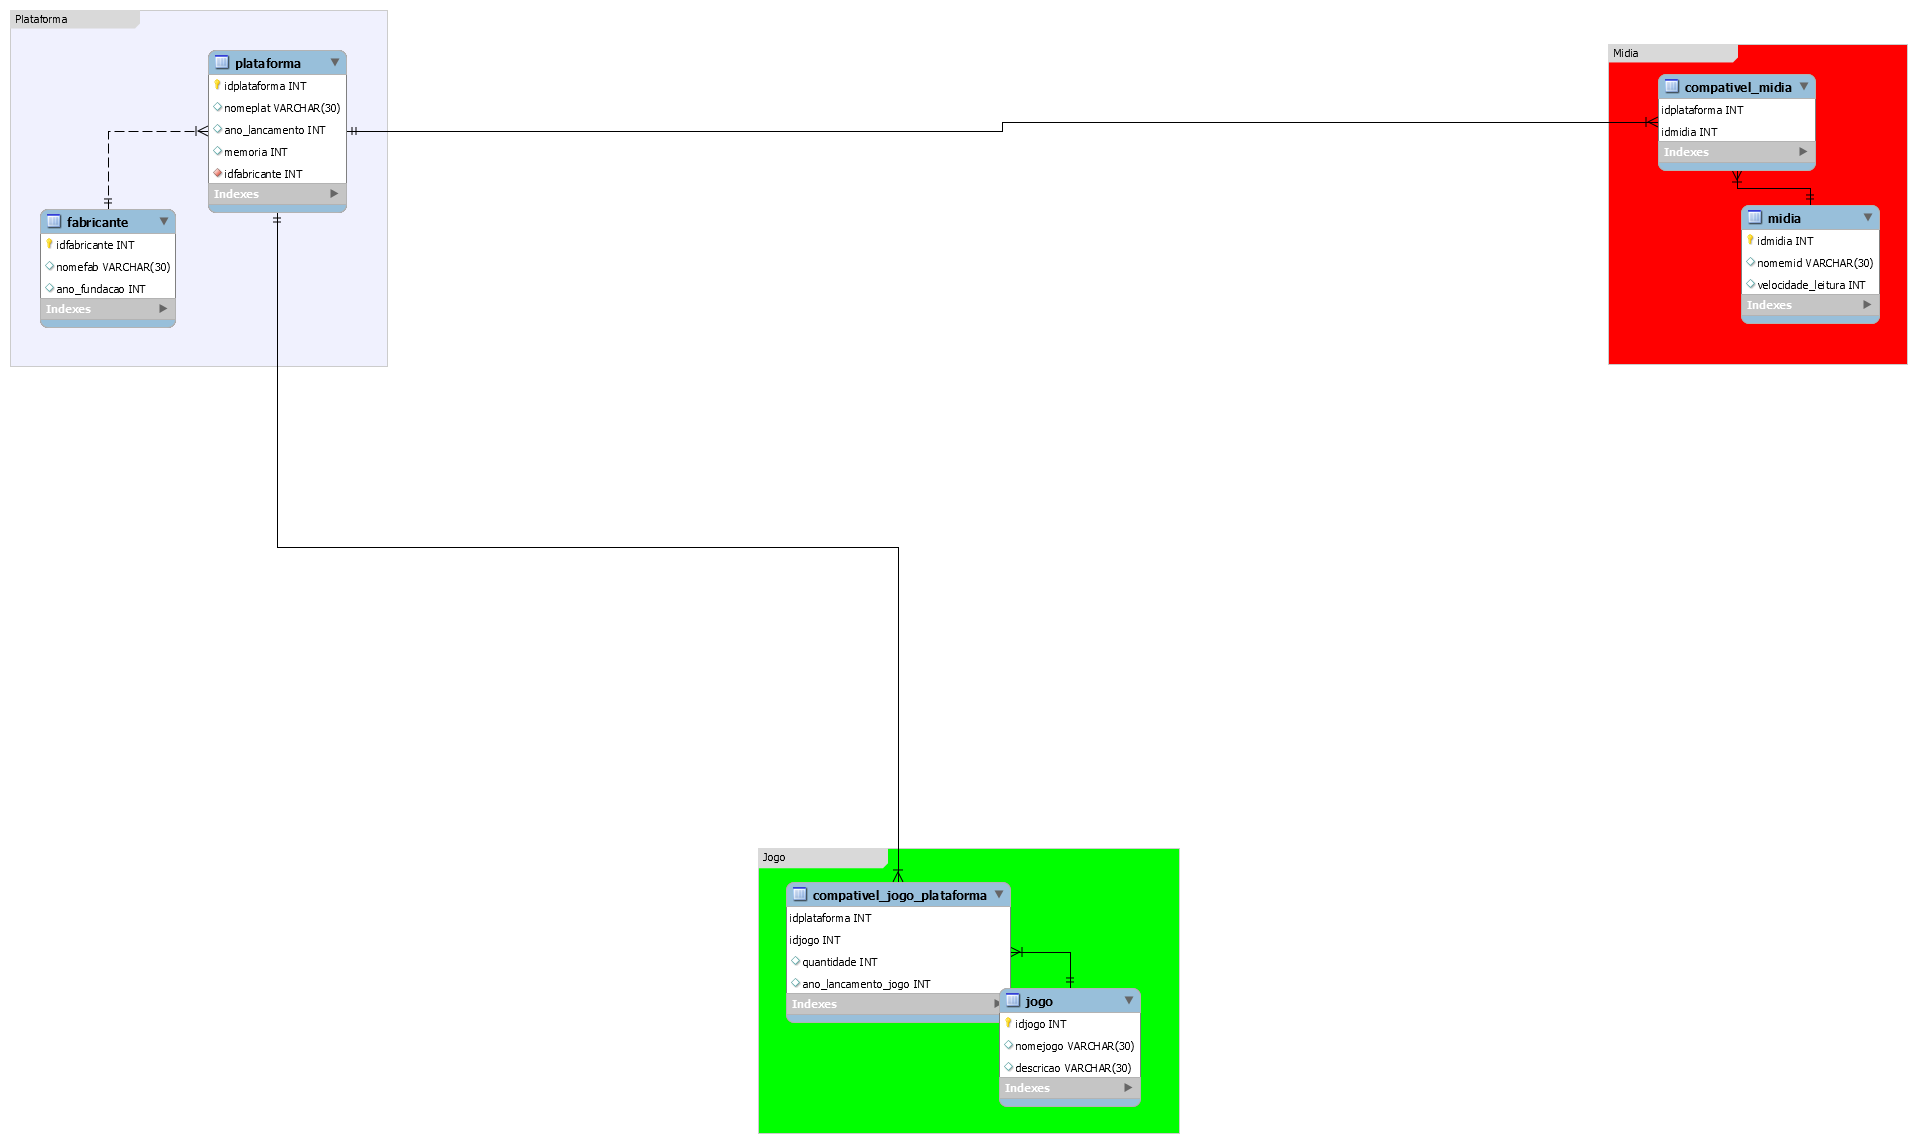 Plataforma
plataforma
idplataforma INT
nomeplat VARCHAR(30)
ano_lancamento INT
memoria INT
idfabricante INT
Indexes
fabricante
idfabricante INT
nomefab VARCHAR(30)
ano_fundacao INT
Indexes
Midia
compativel_midia
idplataforma INT
idmidia INT
Indexes
midia
idmidia INT
nomemid VARCHAR(30)
velocidade_leitura INT
Indexes
Jogo
compativel_jogo_plataforma
idplataforma INT
idjogo INT
quantidade INT
ano_lancamento_jogo INT
Indexes
jogo
idjogo INT
nomejogo VARCHAR(30)
descricao VARCHAR(30)
Indexes